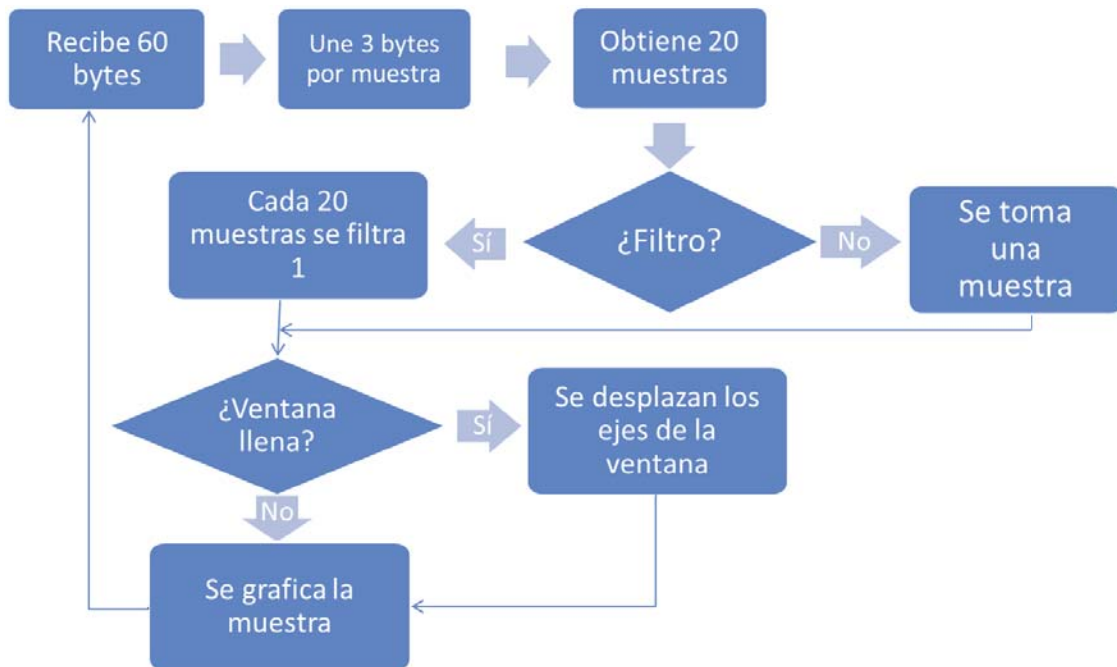 Recibe 60
bytes
Une 3 bytes
por muestra
Obtiene 20
muestras
¿Filtro?
Sí
No
Cada 20
muestras se filtra
1
Se toma
una
muestra
¿Ventana
llena?
Sí
Se desplazan los
ejes de la
ventana
No
Se grafica la
muestra